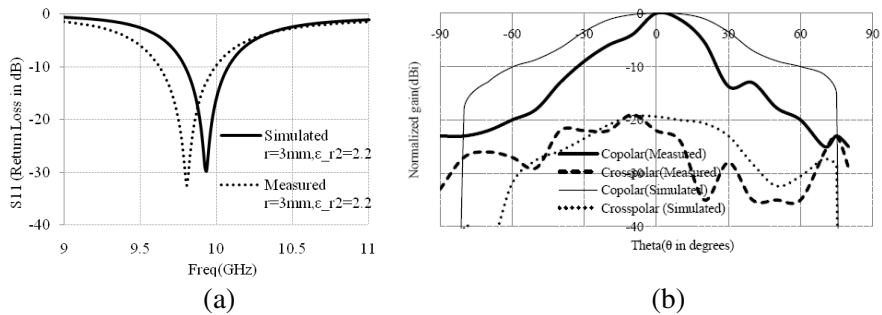 -0
-10
-20
-30
-40
S11 (Return Loss in dB)
Simulated
r=3mm,ε_r2=2.2
Measured
r=3mm,ε_r2=2.2
9
9.5
10
10.5
11
Freq(GHz)
(a)
-90
-60
-30
0
30
60
90
-0
-10
-20
-30
-40
Normalized gain(dBi)
Copolar(Measured)
Crosspolar(Measured)
Copolar(Simulated)
Crosspolar (Simulated)
Theta(θ in degrees)
(b)